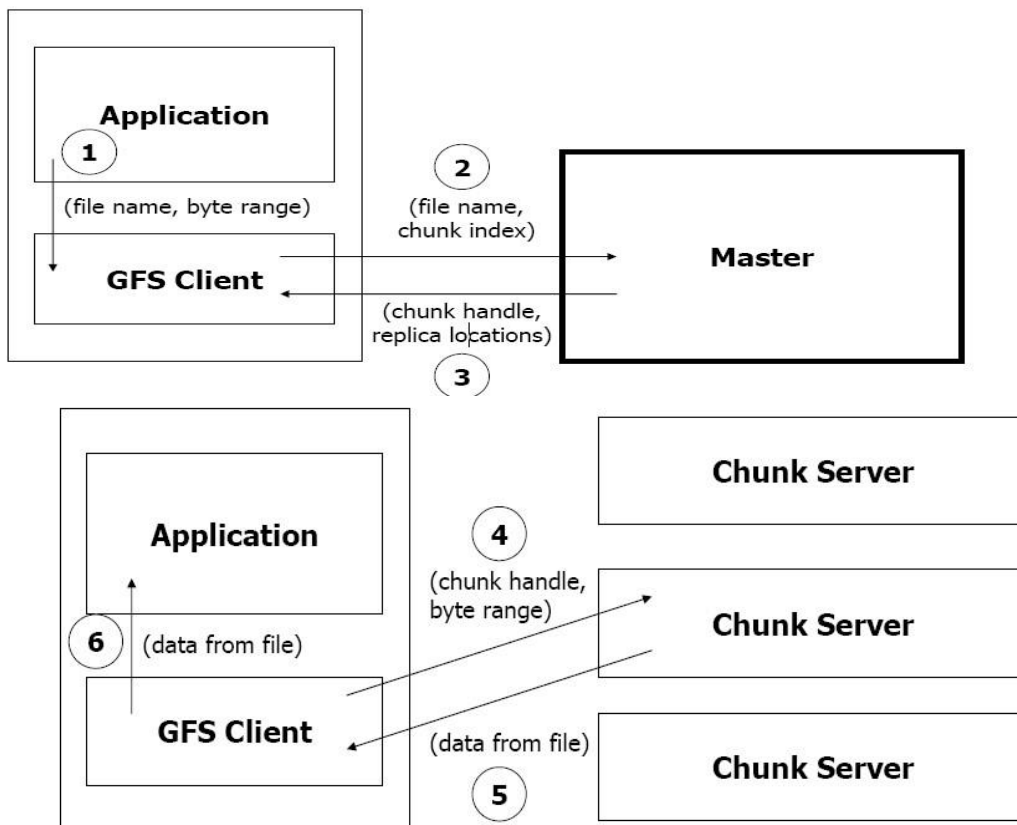 Application
1
(file name, byte range)
GFS Client
2
(file name,
chunk index)
Master
(chunk handle,
replica locations)
3
Application
6
(data from file)
GFS Client
4
(chunk handle,
byte range)
(data from file)
5
Chunk Server
Chunk Server
Chunk Server